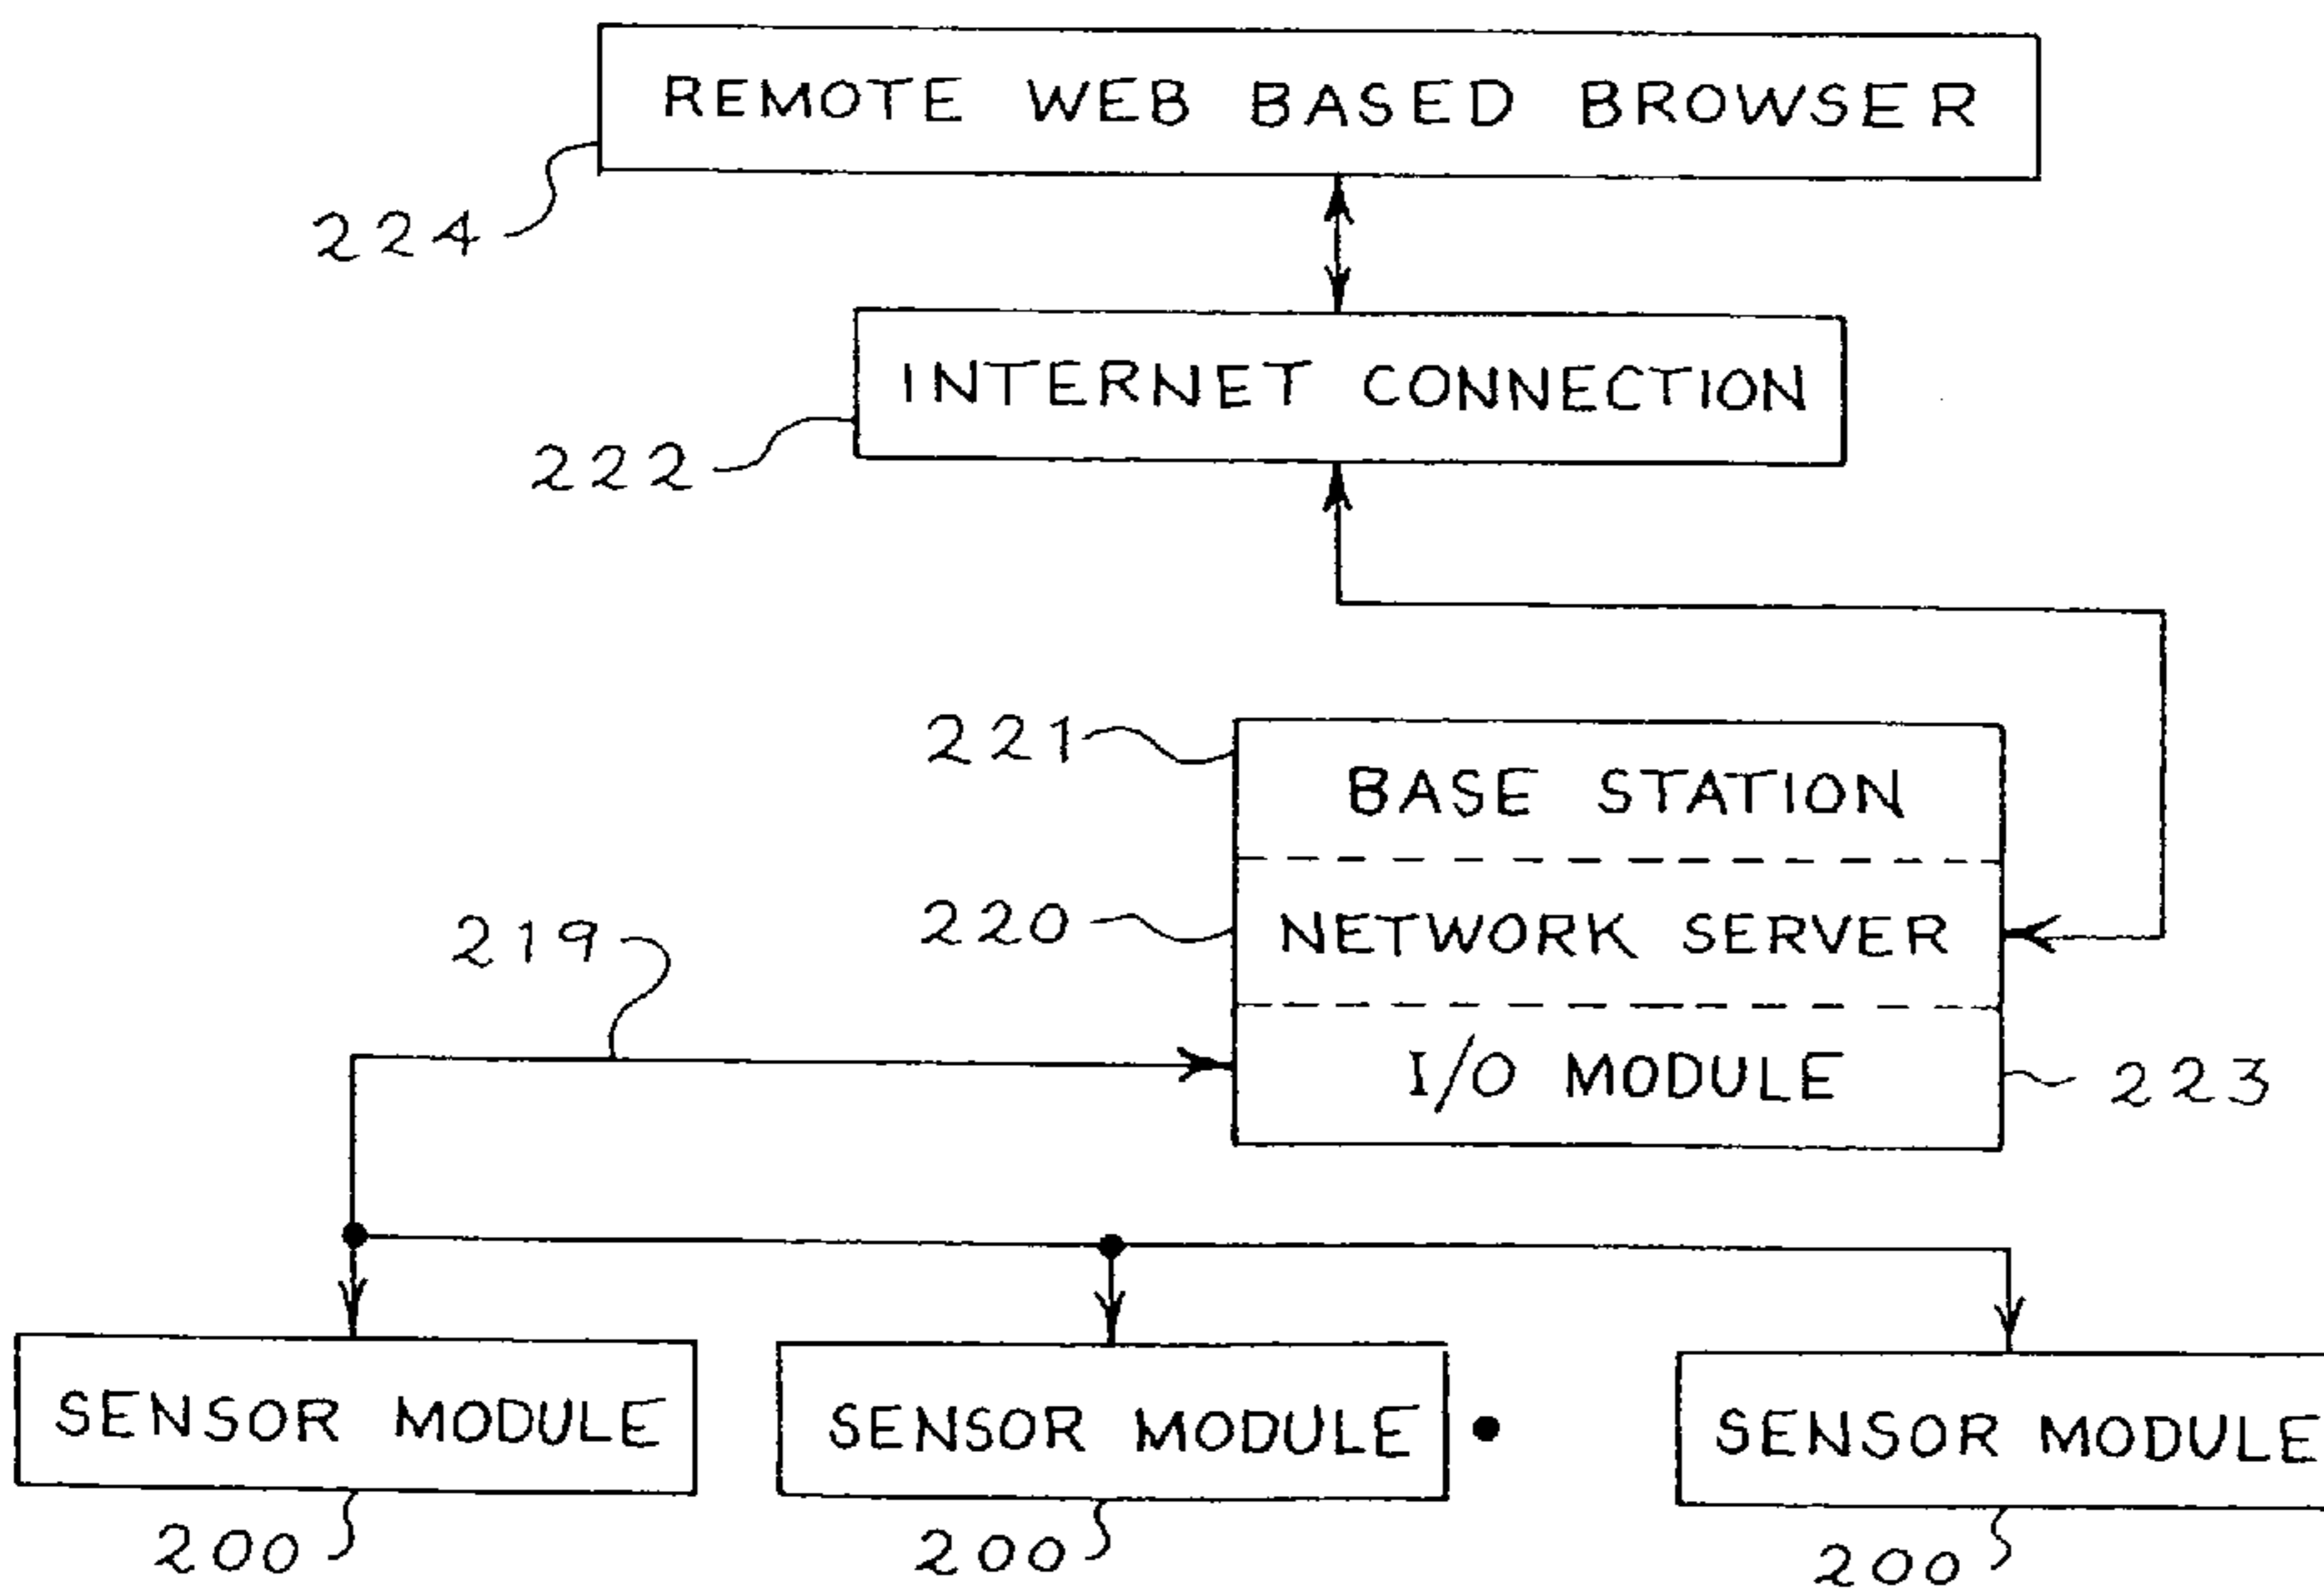 REMOTE WEB BASED BROWSER
224
INTERNET CONNECTION
222
221
BASE STATION
219
220
NETWORK SERVER
I/O MODULE
223
SENSOR MODULE
SENSOR MODULE
SENSOR MODULE
200
200
200